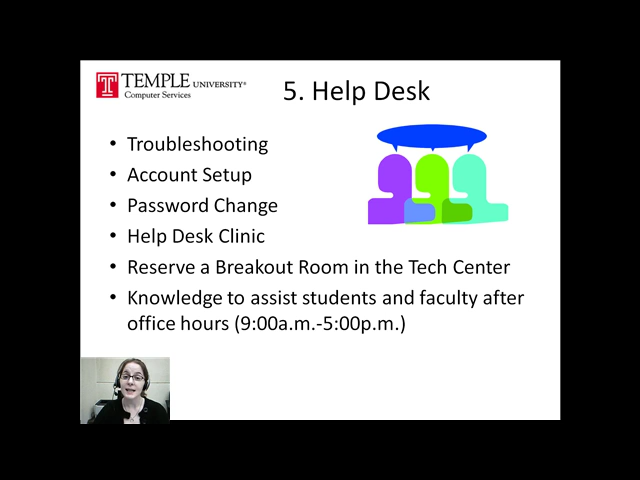 TEMPLE UNIVERSITY®
Computer Services
5. Help Desk
• Troubleshooting
• Account Setup
• Password Change
• Help Desk Clinic
• Reserve a Breakout Room in the Tech Center
• Knowledge to assist students and faculty after
office hours (9:00a.m.-5:00p.m.)